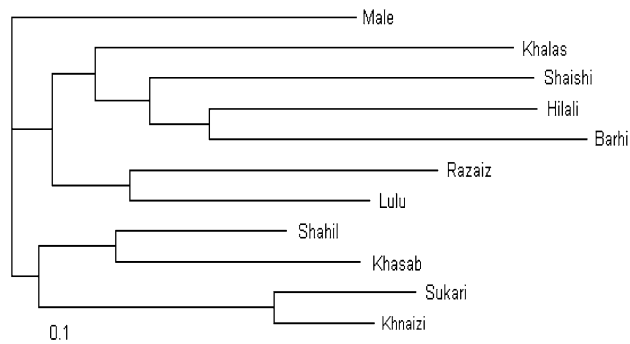 Male
Khalas
Shaishi
Hilali
Barhi
Razaiz
Lulu
Shahil
Khasab
Sukari
Khnaizi
0.1